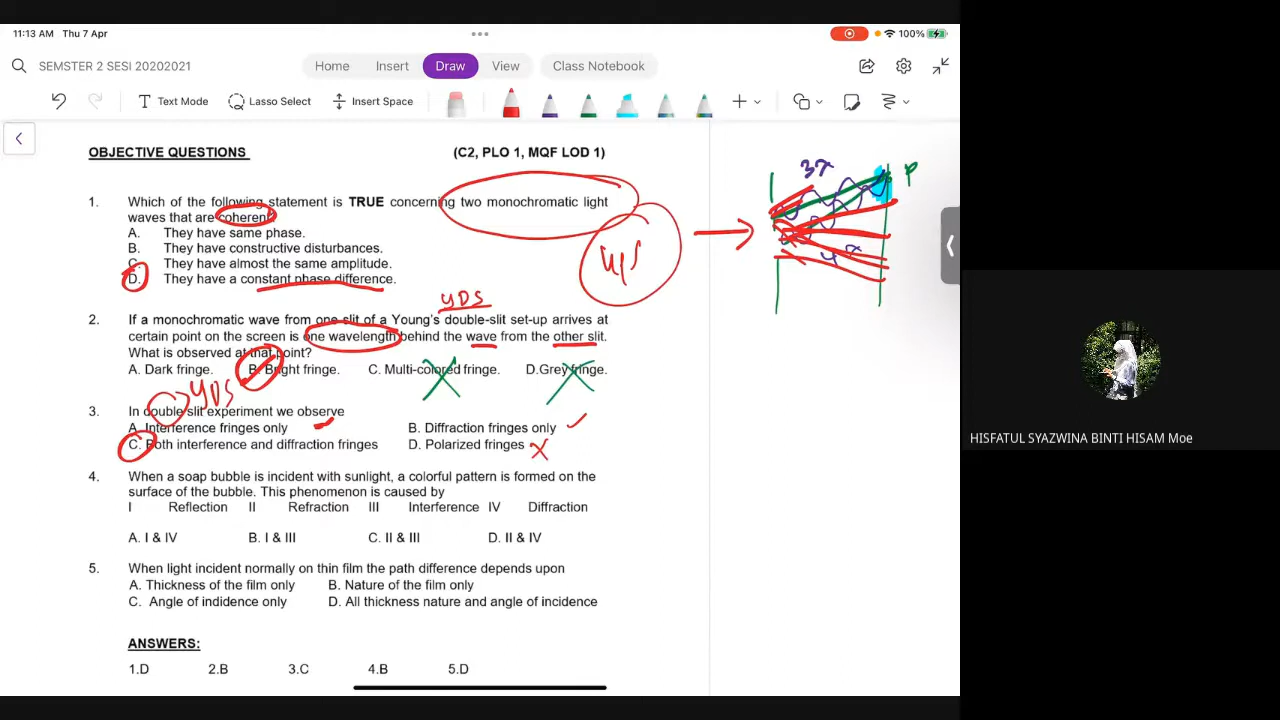 11:13 AM Thu 7 Apr
100%
SEMSTER 2 SESI 20202021
Home Insert Draw View Class Notebook
Text Mode Lasso Select Insert Space
OBJECTIVE QUESTIONS (C2, PLO 1, MQF LOD 1)
1. Which of the following statement is TRUE concerning two monochromatic light
waves that are coherent
A. They have same phase.
B. They have constructive disturbances.
C. They have almost the same amplitude.
D. They have a constant phase difference.
YDS
2. If a monochromatic wave from one slit of a Young's double-slit set-up arrives at
certain point on the screen is one wavelength behind the wave from the other slit.
What is observed at that point?
A. Dark fringe. B. Bright fringe. C. Multi-colored fringe. D.Grey fringe.
YDS
3. In double slit experiment we observe
A. Interference fringes only B. Diffraction fringes only
C. Both interference and diffraction fringes D. Polarized fringes
4. When a soap bubble is incident with sunlight, a colorful pattern is formed on the
surface of the bubble. This phenomenon is caused by
I Reflection II Refraction III Interference IV Diffraction
A. I & IV B. I & III C. II & III D. II & IV
5. When light incident normally on thin film the path difference depends upon
A. Thickness of the film only B. Nature of the film only
C. Angle of indidence only D. All thickness nature and angle of incidence
ANSWERS:
1.D 2.B 3.C 4.B 5.D
3λ
P
HISFATUL SYAZWINA BINTI HISAM Moe